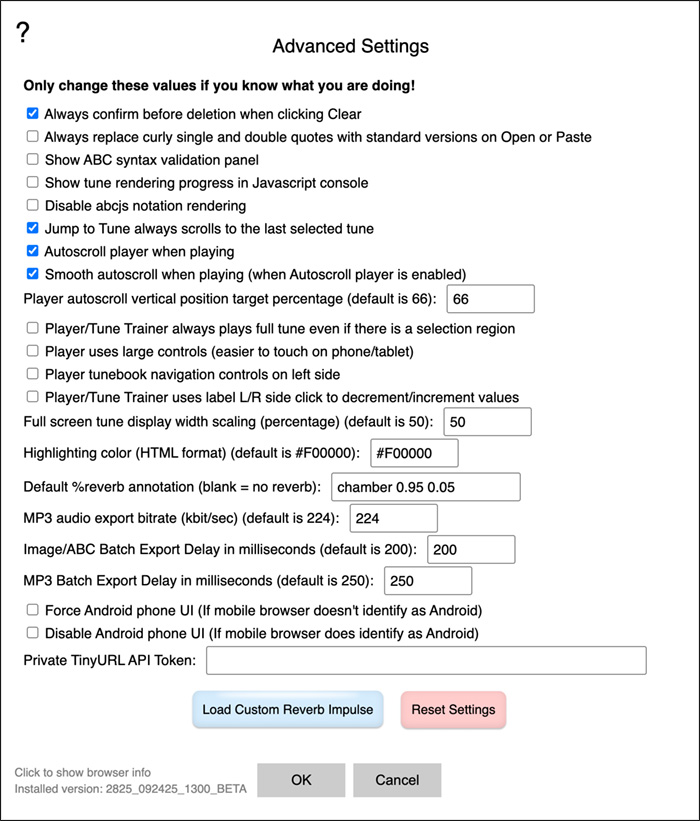 ?
Advanced Settings
Only change these values if you know what you are doing!
Always confirm before deletion when clicking Clear
Always replace curly single and double quotes with standard versions on Open or Paste
Show ABC syntax validation panel
Show tune rendering progress in Javascript console
Disable abcjs notation rendering
Jump to Tune always scrolls to the last selected tune
Autoscroll player when playing
Smooth autoscroll when playing (when Autoscroll player is enabled)
Player autoscroll vertical position target percentage (default is 66): 66
Player/Tune Trainer always plays full tune even if there is a selection region
Player uses large controls (easier to touch on phone/tablet)
Player tunebook navigation controls on left side
Player/Tune Trainer uses label L/R side click to decrement/increment values
Full screen tune display width scaling (percentage) (default is 50): 50
Highlighting color (HTML format) (default is #F00000): #F00000
Default %reverb annotation (blank = no reverb): chamber 0.95 0.05
MP3 audio export bitrate (kbit/sec) (default is 224): 224
Image/ABC Batch Export Delay in milliseconds (default is 200): 200
MP3 Batch Export Delay in milliseconds (default is 250): 250
Force Android phone UI (If mobile browser doesn't identify as Android)
Disable Android phone UI (If mobile browser does identify as Android)
Private TinyURL API Token:
Load Custom Reverb Impulse Reset Settings
Click to show browser info
Installed version: 2825_092425_1300_BETA
OK Cancel